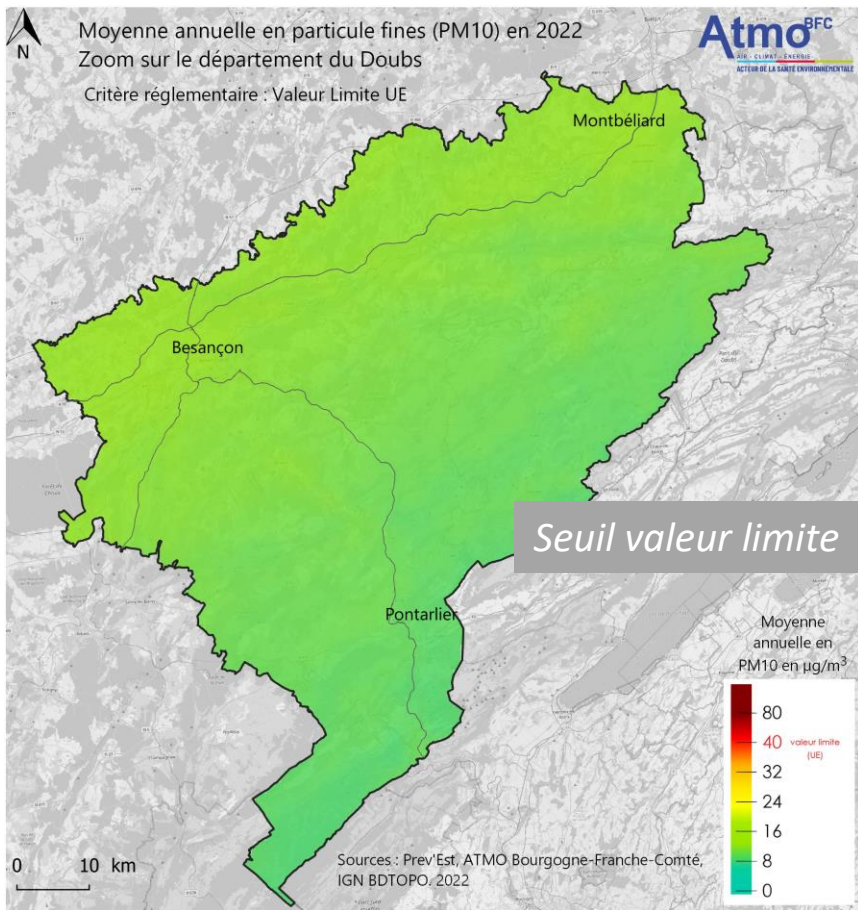 N
Moyenne annuelle en particule fines (PM10) en 2022
Zoom sur le département du Doubs
Critère réglementaire : Valeur Limite UE
Atmo BFC
AIR - CLIMAT - ÉNERGIE
ACTEUR DE LA SANTÉ ENVIRONNEMENTALE
Montbéliard
Besançon
Seuil valeur limite
Pontarlier
Moyenne
annuelle en
PM10 en µg/m³
80
40 valeur limite
(UE)
32
24
16
8
0
0 10 km
Sources : Prev'Est, ATMO Bourgogne-Franche-Comté,
IGN BDTOPO. 2022